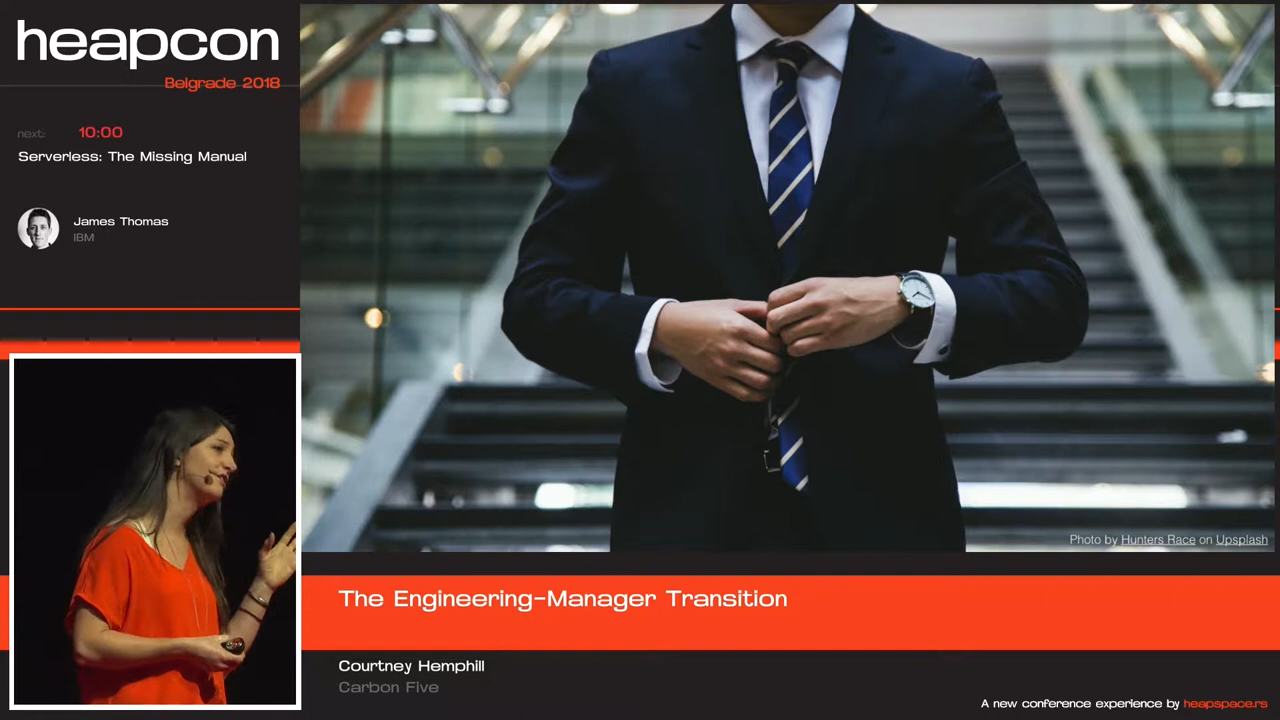 heapcon
Belgrade 2018
next: 10:00
Serverless: The Missing Manual
James Thomas
IBM
Photo by Hunters Race on Upsplash
The Engineering-Manager Transition
Courtney Hemphill
Carbon Five
A new conference experience by heapspace.rs